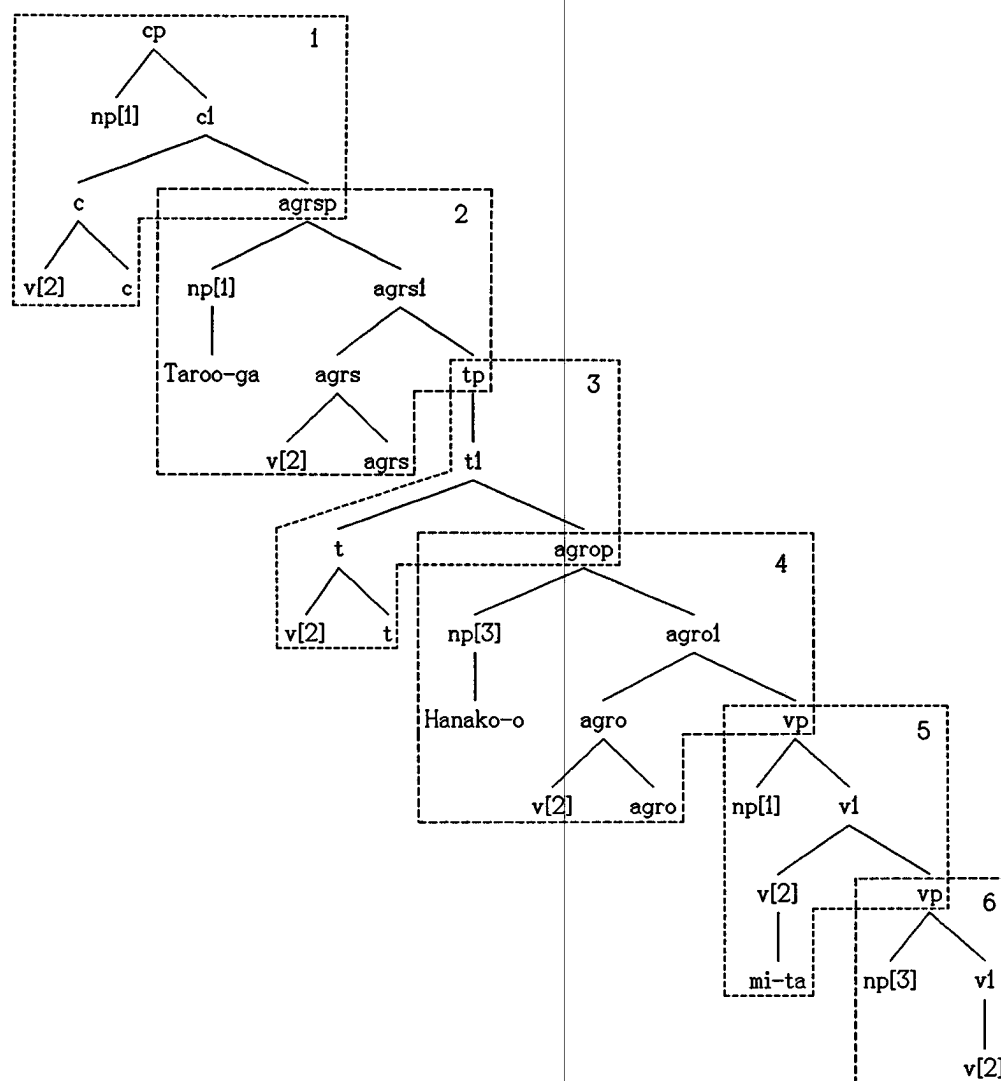 cp 1
np[1] c1
c agrsp 2
v[2] c np[1] agrs1
Taroo-ga agrs tp 3
v[2] agrs t1
t agrop 4
v[2] t np[3] agro1
Hanako-o agro vp 5
v[2] agro np[1] v1
v[2] vp 6
mi-ta np[3] v1
v[2]